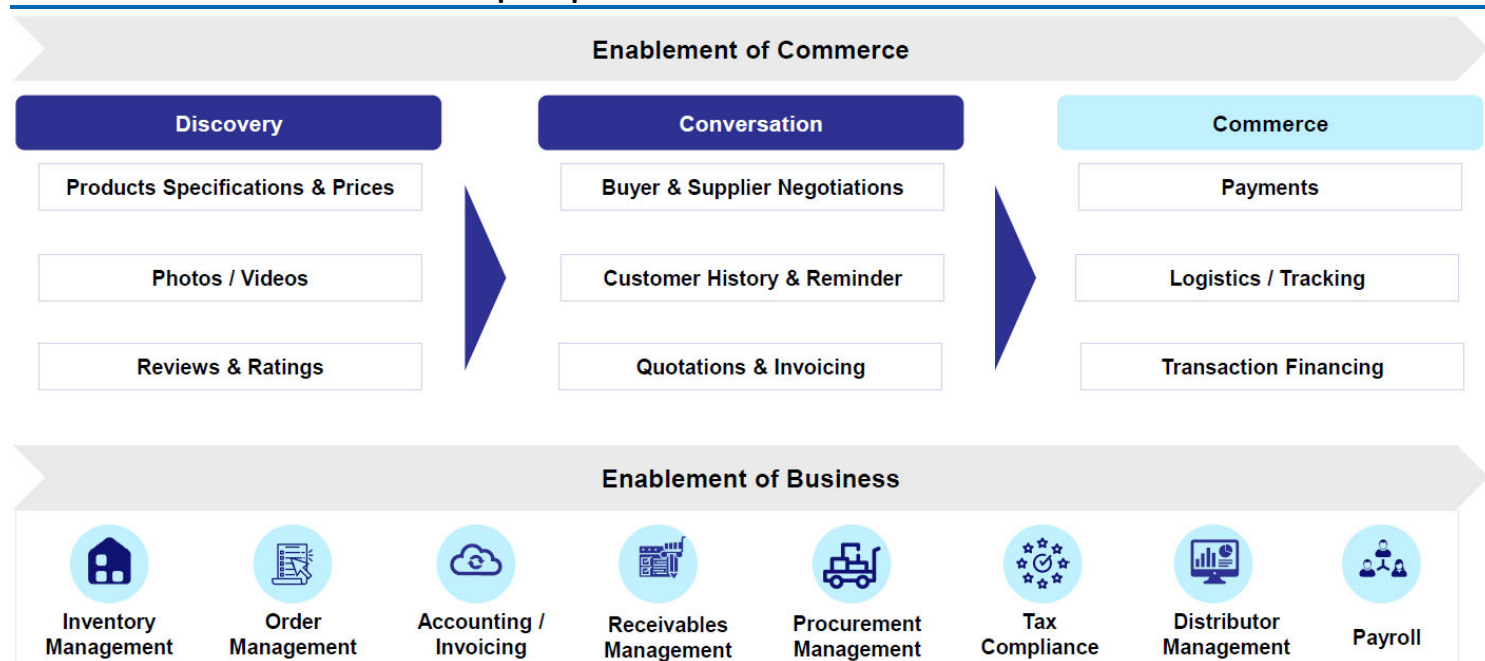 Enablement of Commerce
Discovery
Conversation
Commerce
Products Specifications & Prices
Buyer & Supplier Negotiations
Payments
Photos / Videos
Customer History & Reminder
Logistics / Tracking
Reviews & Ratings
Quotations & Invoicing
Transaction Financing
Enablement of Business
Inventory
Management
Order
Management
Accounting /
Invoicing
Receivables
Management
Procurement
Management
Tax
Compliance
Distributor
Management
Payroll